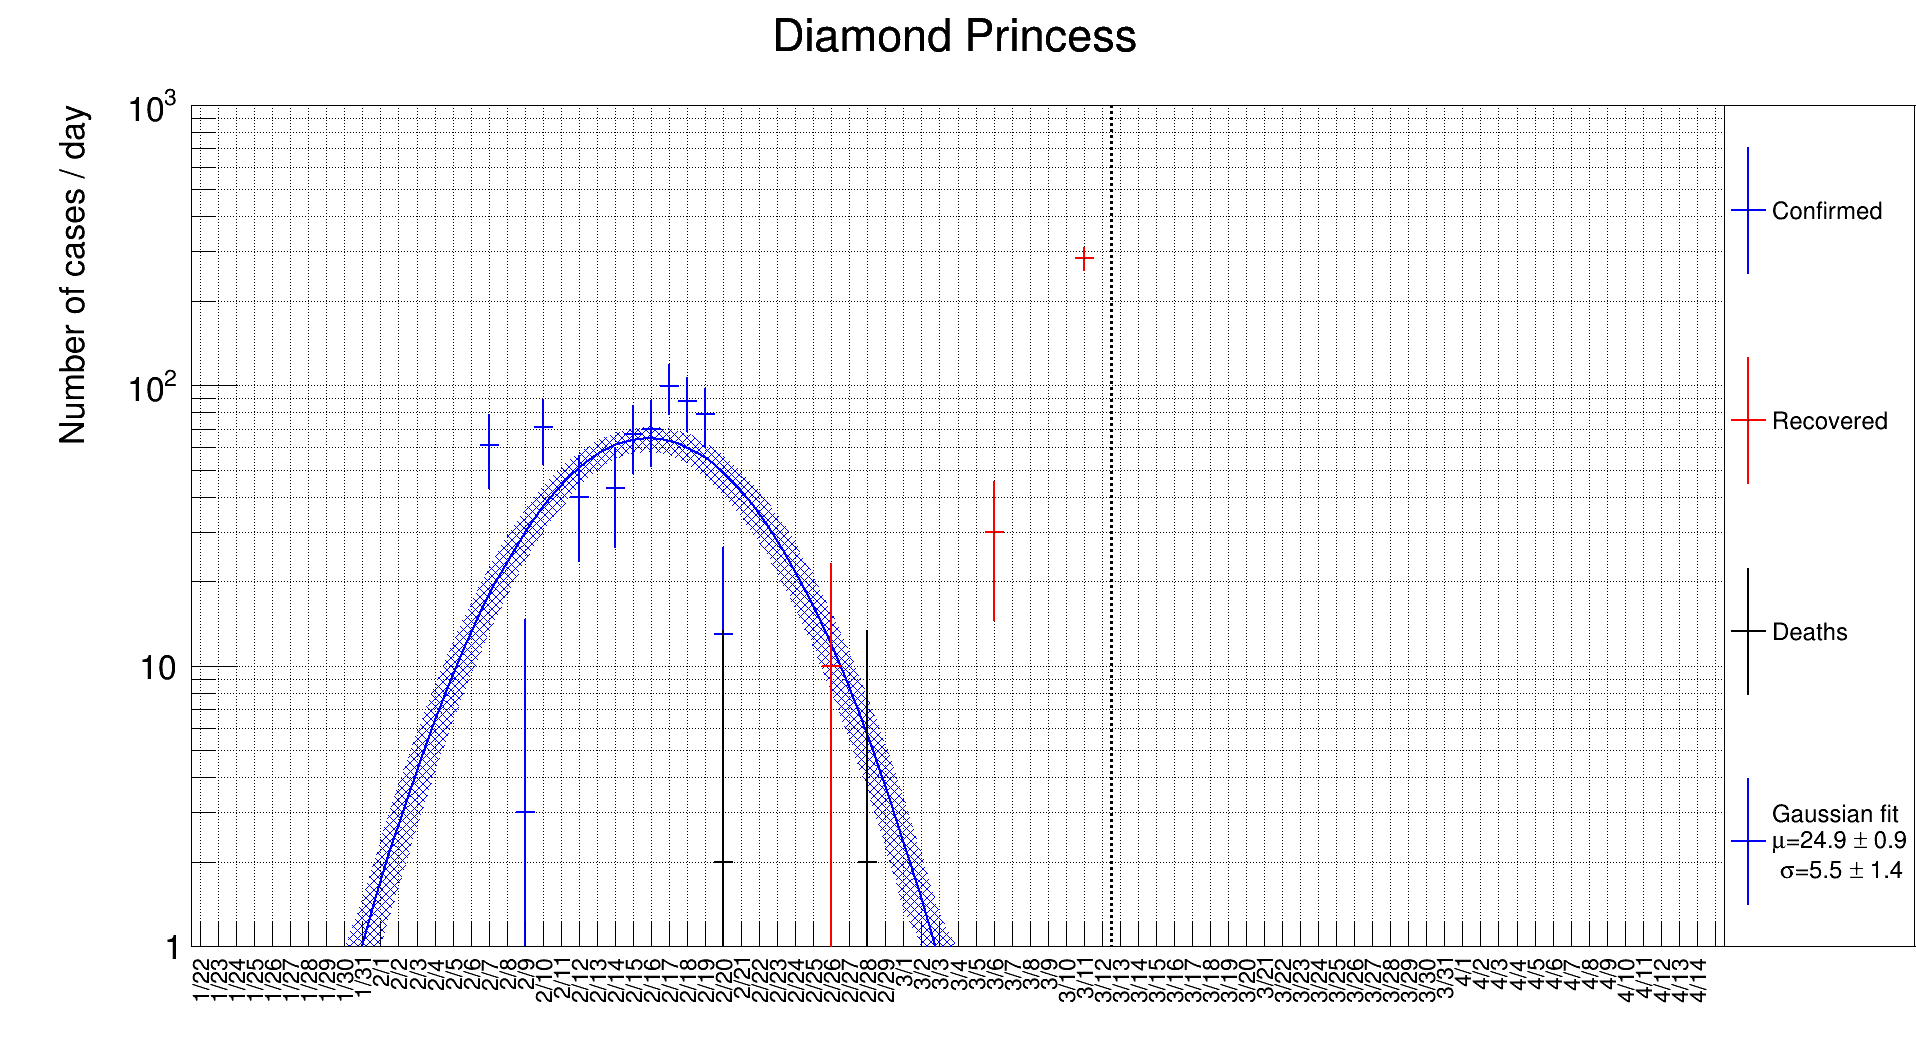 Diamond Princess
Number of cases / day
10³
10²
10
1
1/22 1/23 1/24 1/25 1/26 1/27 1/28 1/29 1/30 1/31 2/1 2/2 2/3 2/4 2/5 2/6 2/7 2/8 2/9 2/10 2/11 2/12 2/13 2/14 2/15 2/16 2/17 2/18 2/19 2/20 2/21 2/22 2/23 2/24 2/25 2/26 2/27 2/28 2/29 3/1 3/2 3/3 3/4 3/5 3/6 3/7 3/8 3/9 3/10 3/11 3/12 3/13 3/14 3/15 3/16 3/17 3/18 3/19 3/20 3/21 3/22 3/23 3/24 3/25 3/26 3/27 3/28 3/29 3/30 3/31 4/1 4/2 4/3 4/4 4/5 4/6 4/7 4/8 4/9 4/10 4/11 4/12 4/13 4/14
Confirmed
Recovered
Deaths
Gaussian fit
μ=24.9 ± 0.9
σ=5.5 ± 1.4